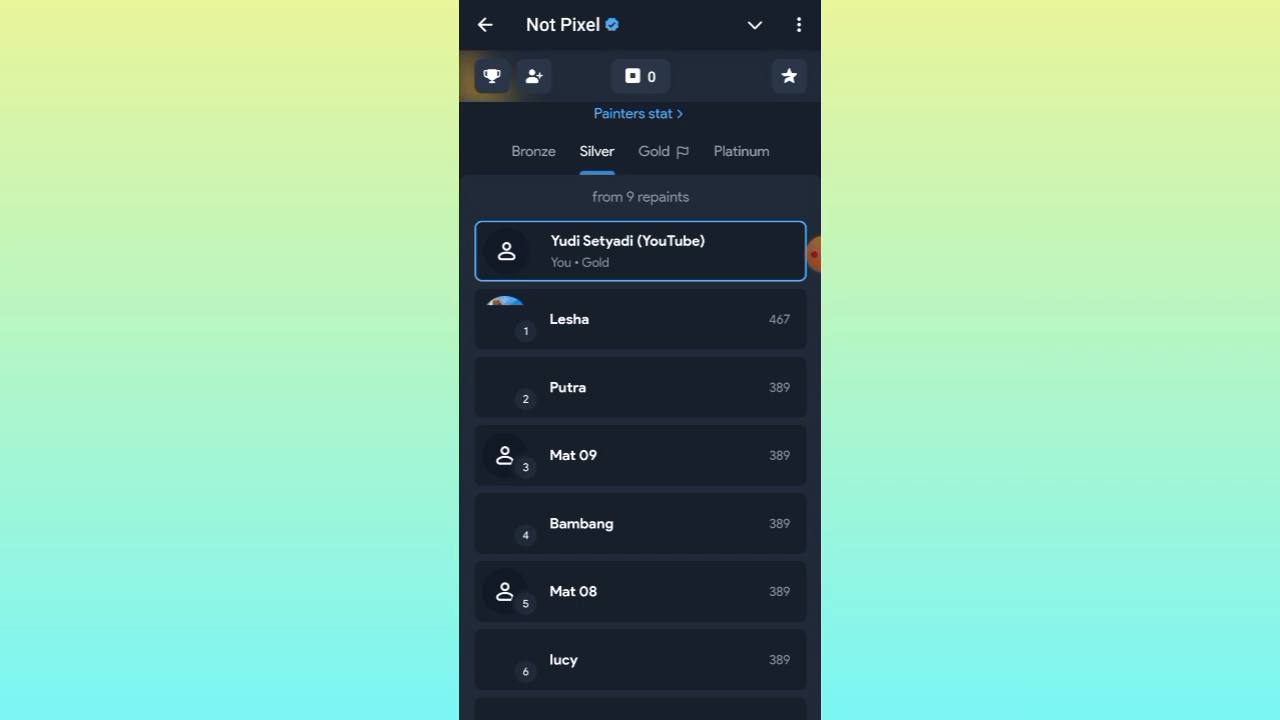 Not Pixel
0
Painters stat >
Bronze Silver Gold Platinum
from 9 repaints
Yudi Setyadi (YouTube)
You • Gold
Lesha 467
1
Putra 389
2
Mat 09 389
3
Bambang 389
4
Mat 08 389
5
lucy 389
6